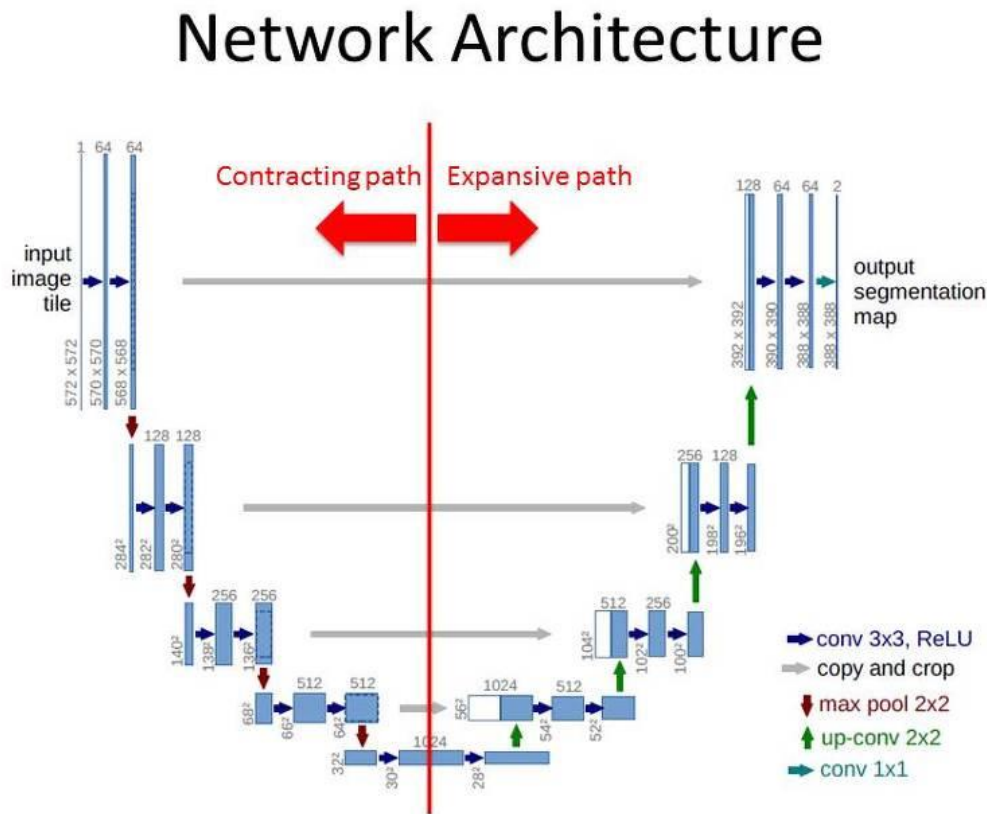 Network Architecture
Contracting path
Expansive path
1 64 64
128 64 64 2
input
image
tile
output
segmentation
map
572 x 572
570 x 570
568 x 568
392 x 392
390 x 390
388 x 388
388 x 388
128 128
256 128
284²
282²
280²
200²
198²
196²
256 256
512 256
140²
138²
136²
104²
102²
100²
512 512
1024 512
68²
66²
64²
56²
54²
52²
1024
32²
30²
28²
conv 3x3, ReLU
copy and crop
max pool 2x2
up-conv 2x2
conv 1x1